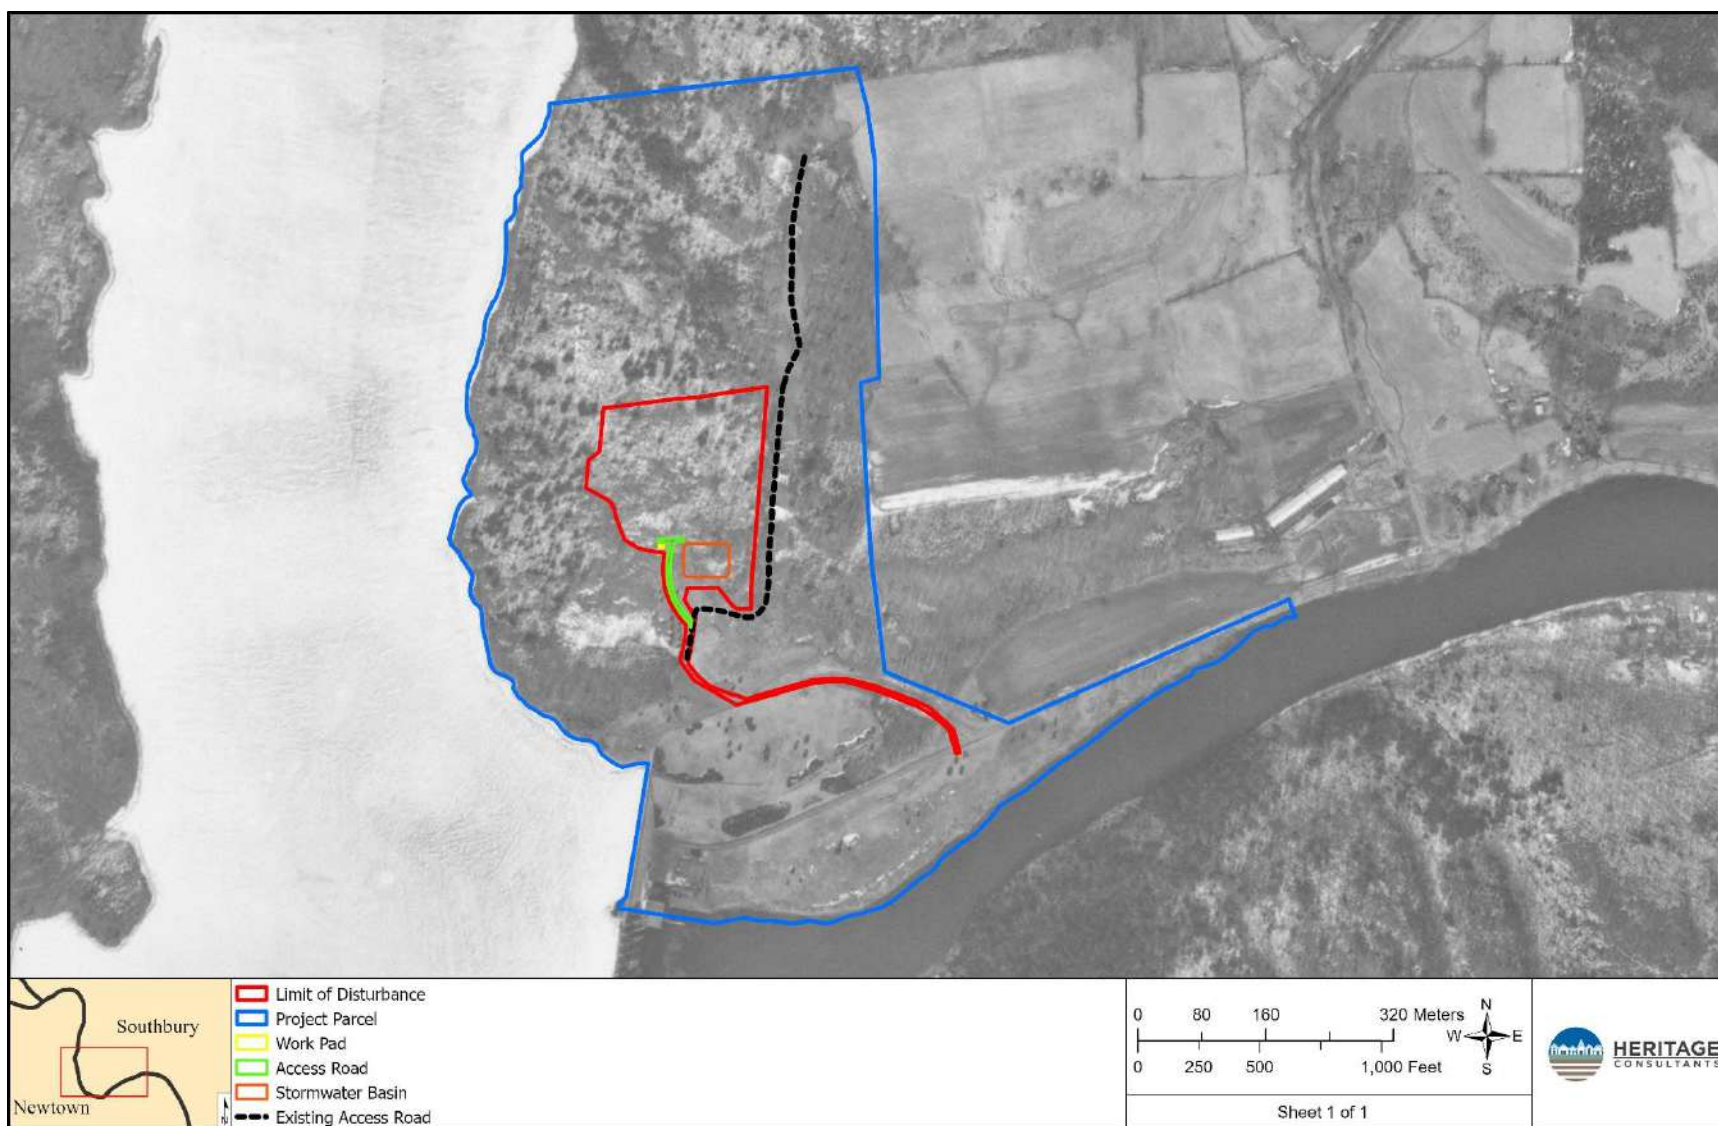 Southbury
Newtown
N
Limit of Disturbance
Project Parcel
Work Pad
Access Road
Stormwater Basin
Existing Access Road
0 80 160 320 Meters
0 250 500 1,000 Feet
N
W E
S
Sheet 1 of 1
HERITAGE
CONSULTANTS